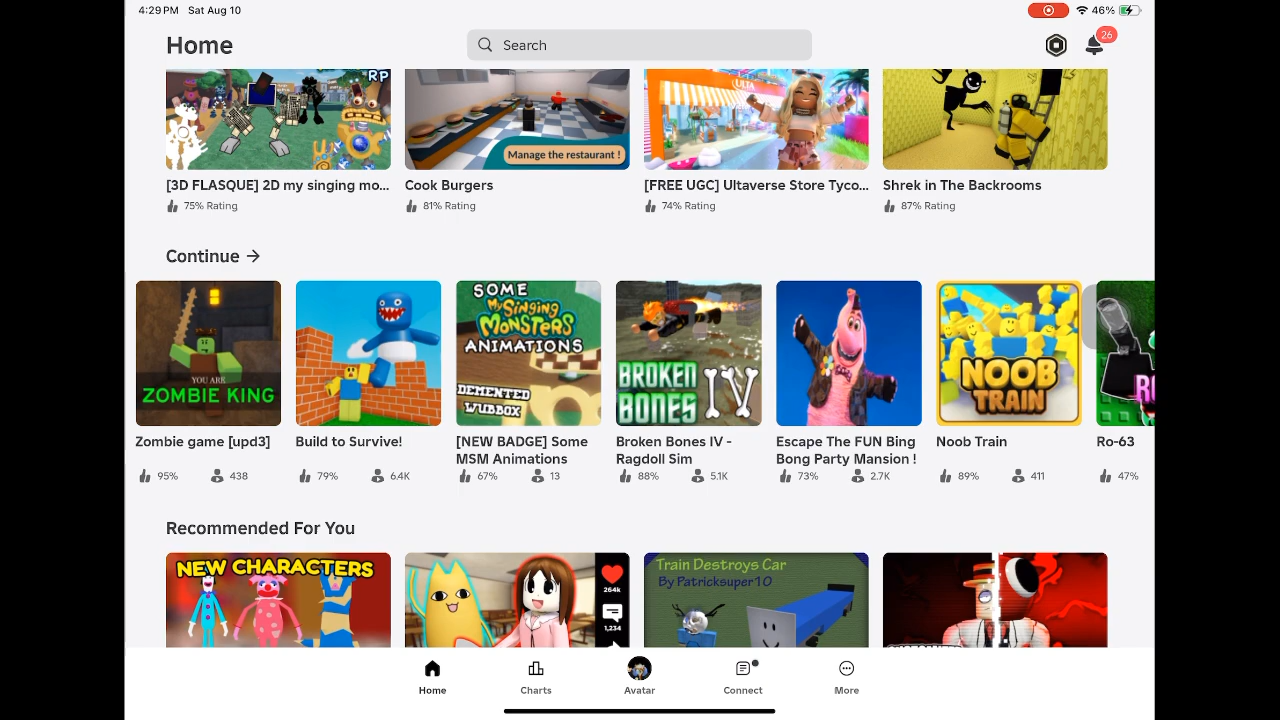 4:29 PM Sat Aug 10
46%
Home
Search
26
RP
Manage the restaurant !
ULTA
[3D FLASQUE] 2D my singing mo...
Cook Burgers
[FREE UGC] Ultaverse Store Tyco...
Shrek in The Backrooms
75% Rating
81% Rating
74% Rating
87% Rating
Continue →
YOU ARE
ZOMBIE KING
SOME
My Singing
MONSTERS
ANIMATIONS
DEMENTED
WUBBOX
BROKEN
BONES
IV
NOOB
TRAIN
Zombie game [upd3]
Build to Survive!
[NEW BADGE] Some
MSM Animations
Broken Bones IV -
Ragdoll Sim
Escape The FUN Bing
Bong Party Mansion !
Noob Train
Ro-63
95% 438
79% 6.4K
67% 13
88% 5.1K
73% 2.7K
89% 411
47%
Recommended For You
NEW CHARACTERS
264k
1,234
Train Destroys Car
By Patricksuper10
Home
Charts
Avatar
Connect
More